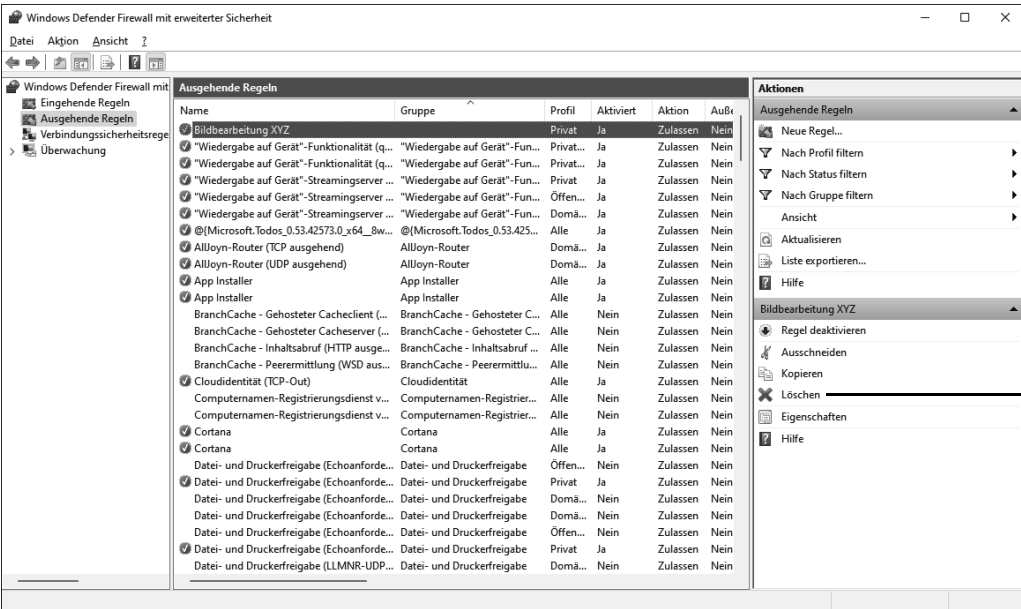 Windows Defender Firewall mit erweiterter Sicherheit
Datei Aktion Ansicht ?
Windows Defender Firewall mit
Eingehende Regeln
Ausgehende Regeln
Verbindungssicherheitsrege
Überwachung
Ausgehende Regeln
Name Gruppe Profil Aktiviert Aktion Auße
Bildbearbeitung XYZ Privat Ja Zulassen Nein
"Wiedergabe auf Gerät"-Funktionalität (q... "Wiedergabe auf Gerät"-Fun... Privat... Ja Zulassen Nein
"Wiedergabe auf Gerät"-Funktionalität (q... "Wiedergabe auf Gerät"-Fun... Privat... Ja Zulassen Nein
"Wiedergabe auf Gerät"-Streamingserver ... "Wiedergabe auf Gerät"-Fun... Privat Ja Zulassen Nein
"Wiedergabe auf Gerät"-Streamingserver ... "Wiedergabe auf Gerät"-Fun... Öffen... Ja Zulassen Nein
"Wiedergabe auf Gerät"-Streamingserver ... "Wiedergabe auf Gerät"-Fun... Domä... Ja Zulassen Nein
@{Microsoft.Todos_0.53.42573.0_x64__8w... @{Microsoft.Todos_0.53.425... Alle Ja Zulassen Nein
AllJoyn-Router (TCP ausgehend) AllJoyn-Router Domä... Ja Zulassen Nein
AllJoyn-Router (UDP ausgehend) AllJoyn-Router Domä... Ja Zulassen Nein
App Installer App Installer Alle Ja Zulassen Nein
App Installer App Installer Alle Ja Zulassen Nein
BranchCache - Gehosteter Cacheclient (... BranchCache - Gehosteter C... Alle Nein Zulassen Nein
BranchCache - Gehosteter Cacheserver (... BranchCache - Gehosteter C... Alle Nein Zulassen Nein
BranchCache - Inhaltsabruf (HTTP ausge... BranchCache - Inhaltsabruf ... Alle Nein Zulassen Nein
BranchCache - Peerermittlung (WSD aus... BranchCache - Peerermittlu... Alle Nein Zulassen Nein
Cloudidentität (TCP-Out) Cloudidentität Alle Ja Zulassen Nein
Computernamen-Registrierungsdienst v... Computernamen-Registrier... Alle Nein Zulassen Nein
Computernamen-Registrierungsdienst v... Computernamen-Registrier... Alle Nein Zulassen Nein
Cortana Cortana Alle Ja Zulassen Nein
Cortana Cortana Alle Ja Zulassen Nein
Datei- und Druckerfreigabe (Echoanforde... Datei- und Druckerfreigabe Öffen... Nein Zulassen Nein
Datei- und Druckerfreigabe (Echoanforde... Datei- und Druckerfreigabe Privat Ja Zulassen Nein
Datei- und Druckerfreigabe (Echoanforde... Datei- und Druckerfreigabe Domä... Nein Zulassen Nein
Datei- und Druckerfreigabe (Echoanforde... Datei- und Druckerfreigabe Domä... Nein Zulassen Nein
Datei- und Druckerfreigabe (Echoanforde... Datei- und Druckerfreigabe Öffen... Nein Zulassen Nein
Datei- und Druckerfreigabe (Echoanforde... Datei- und Druckerfreigabe Privat Ja Zulassen Nein
Datei- und Druckerfreigabe (LLMNR-UDP... Datei- und Druckerfreigabe Domä... Nein Zulassen Nein
Aktionen
Ausgehende Regeln
Neue Regel...
Nach Profil filtern
Nach Status filtern
Nach Gruppe filtern
Ansicht
Aktualisieren
Liste exportieren...
Hilfe
Bildbearbeitung XYZ
Regel deaktivieren
Ausschneiden
Kopieren
Löschen
Eigenschaften
Hilfe